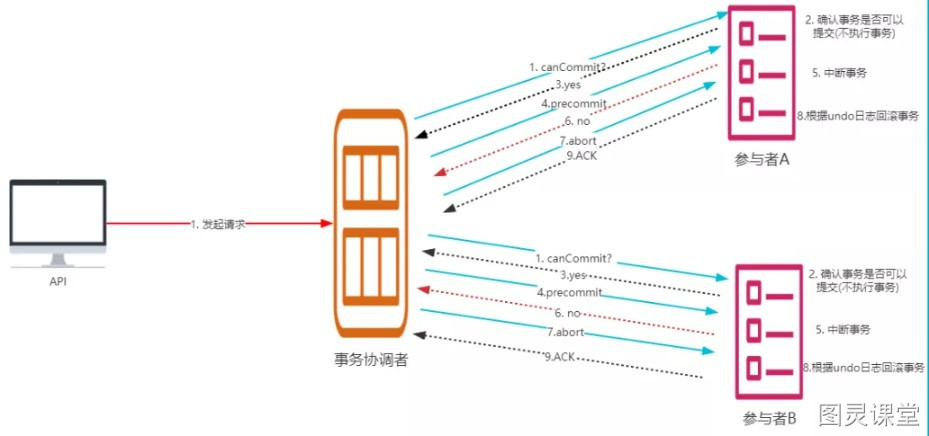 API
1. 发起请求
事务协调者
1. canCommit?
3.yes
4.precommit
6. no
7.abort
9.ACK
2. 确认事务是否可以
提交(不执行事务)
5. 中断事务
8.根据undo日志回滚事务
参与者A
1. canCommit?
3.yes
4.precommit
6. no
7.abort
9.ACK
2. 确认事务是否可以
提交(不执行事务)
5. 中断事务
8.根据undo日志回滚事务
参与者B
图灵课堂